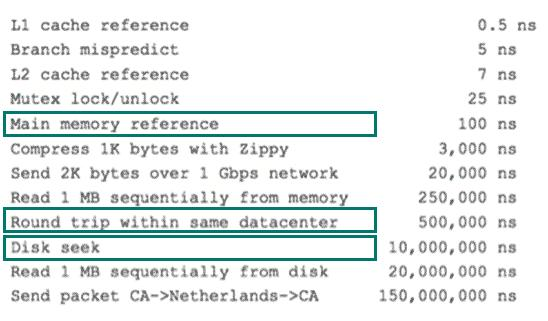 L1 cache reference 0.5 ns
Branch mispredict 5 ns
L2 cache reference 7 ns
Mutex lock/unlock 25 ns
Main memory reference 100 ns
Compress 1K bytes with Zippy 3,000 ns
Send 2K bytes over 1 Gbps network 20,000 ns
Read 1 MB sequentially from memory 250,000 ns
Round trip within same datacenter 500,000 ns
Disk seek 10,000,000 ns
Read 1 MB sequentially from disk 20,000,000 ns
Send packet CA->Netherlands->CA 150,000,000 ns